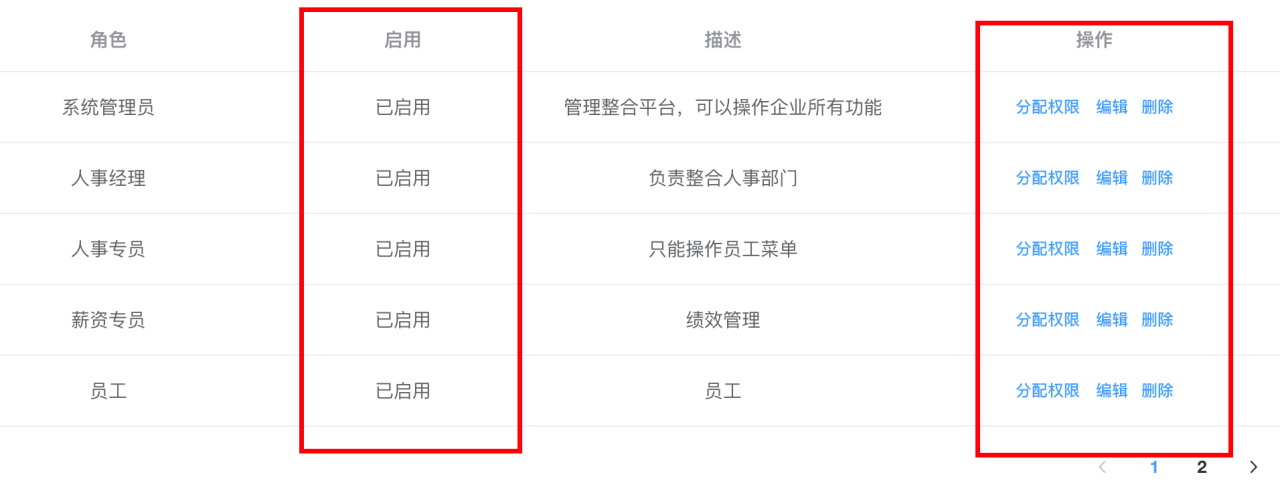 角色 启用 描述 操作
系统管理员 已启用 管理整合平台，可以操作企业所有功能 分配权限 编辑 删除
人事经理 已启用 负责整合人事部门 分配权限 编辑 删除
人事专员 已启用 只能操作员工菜单 分配权限 编辑 删除
薪资专员 已启用 绩效管理 分配权限 编辑 删除
员工 已启用 员工 分配权限 编辑 删除
1 2